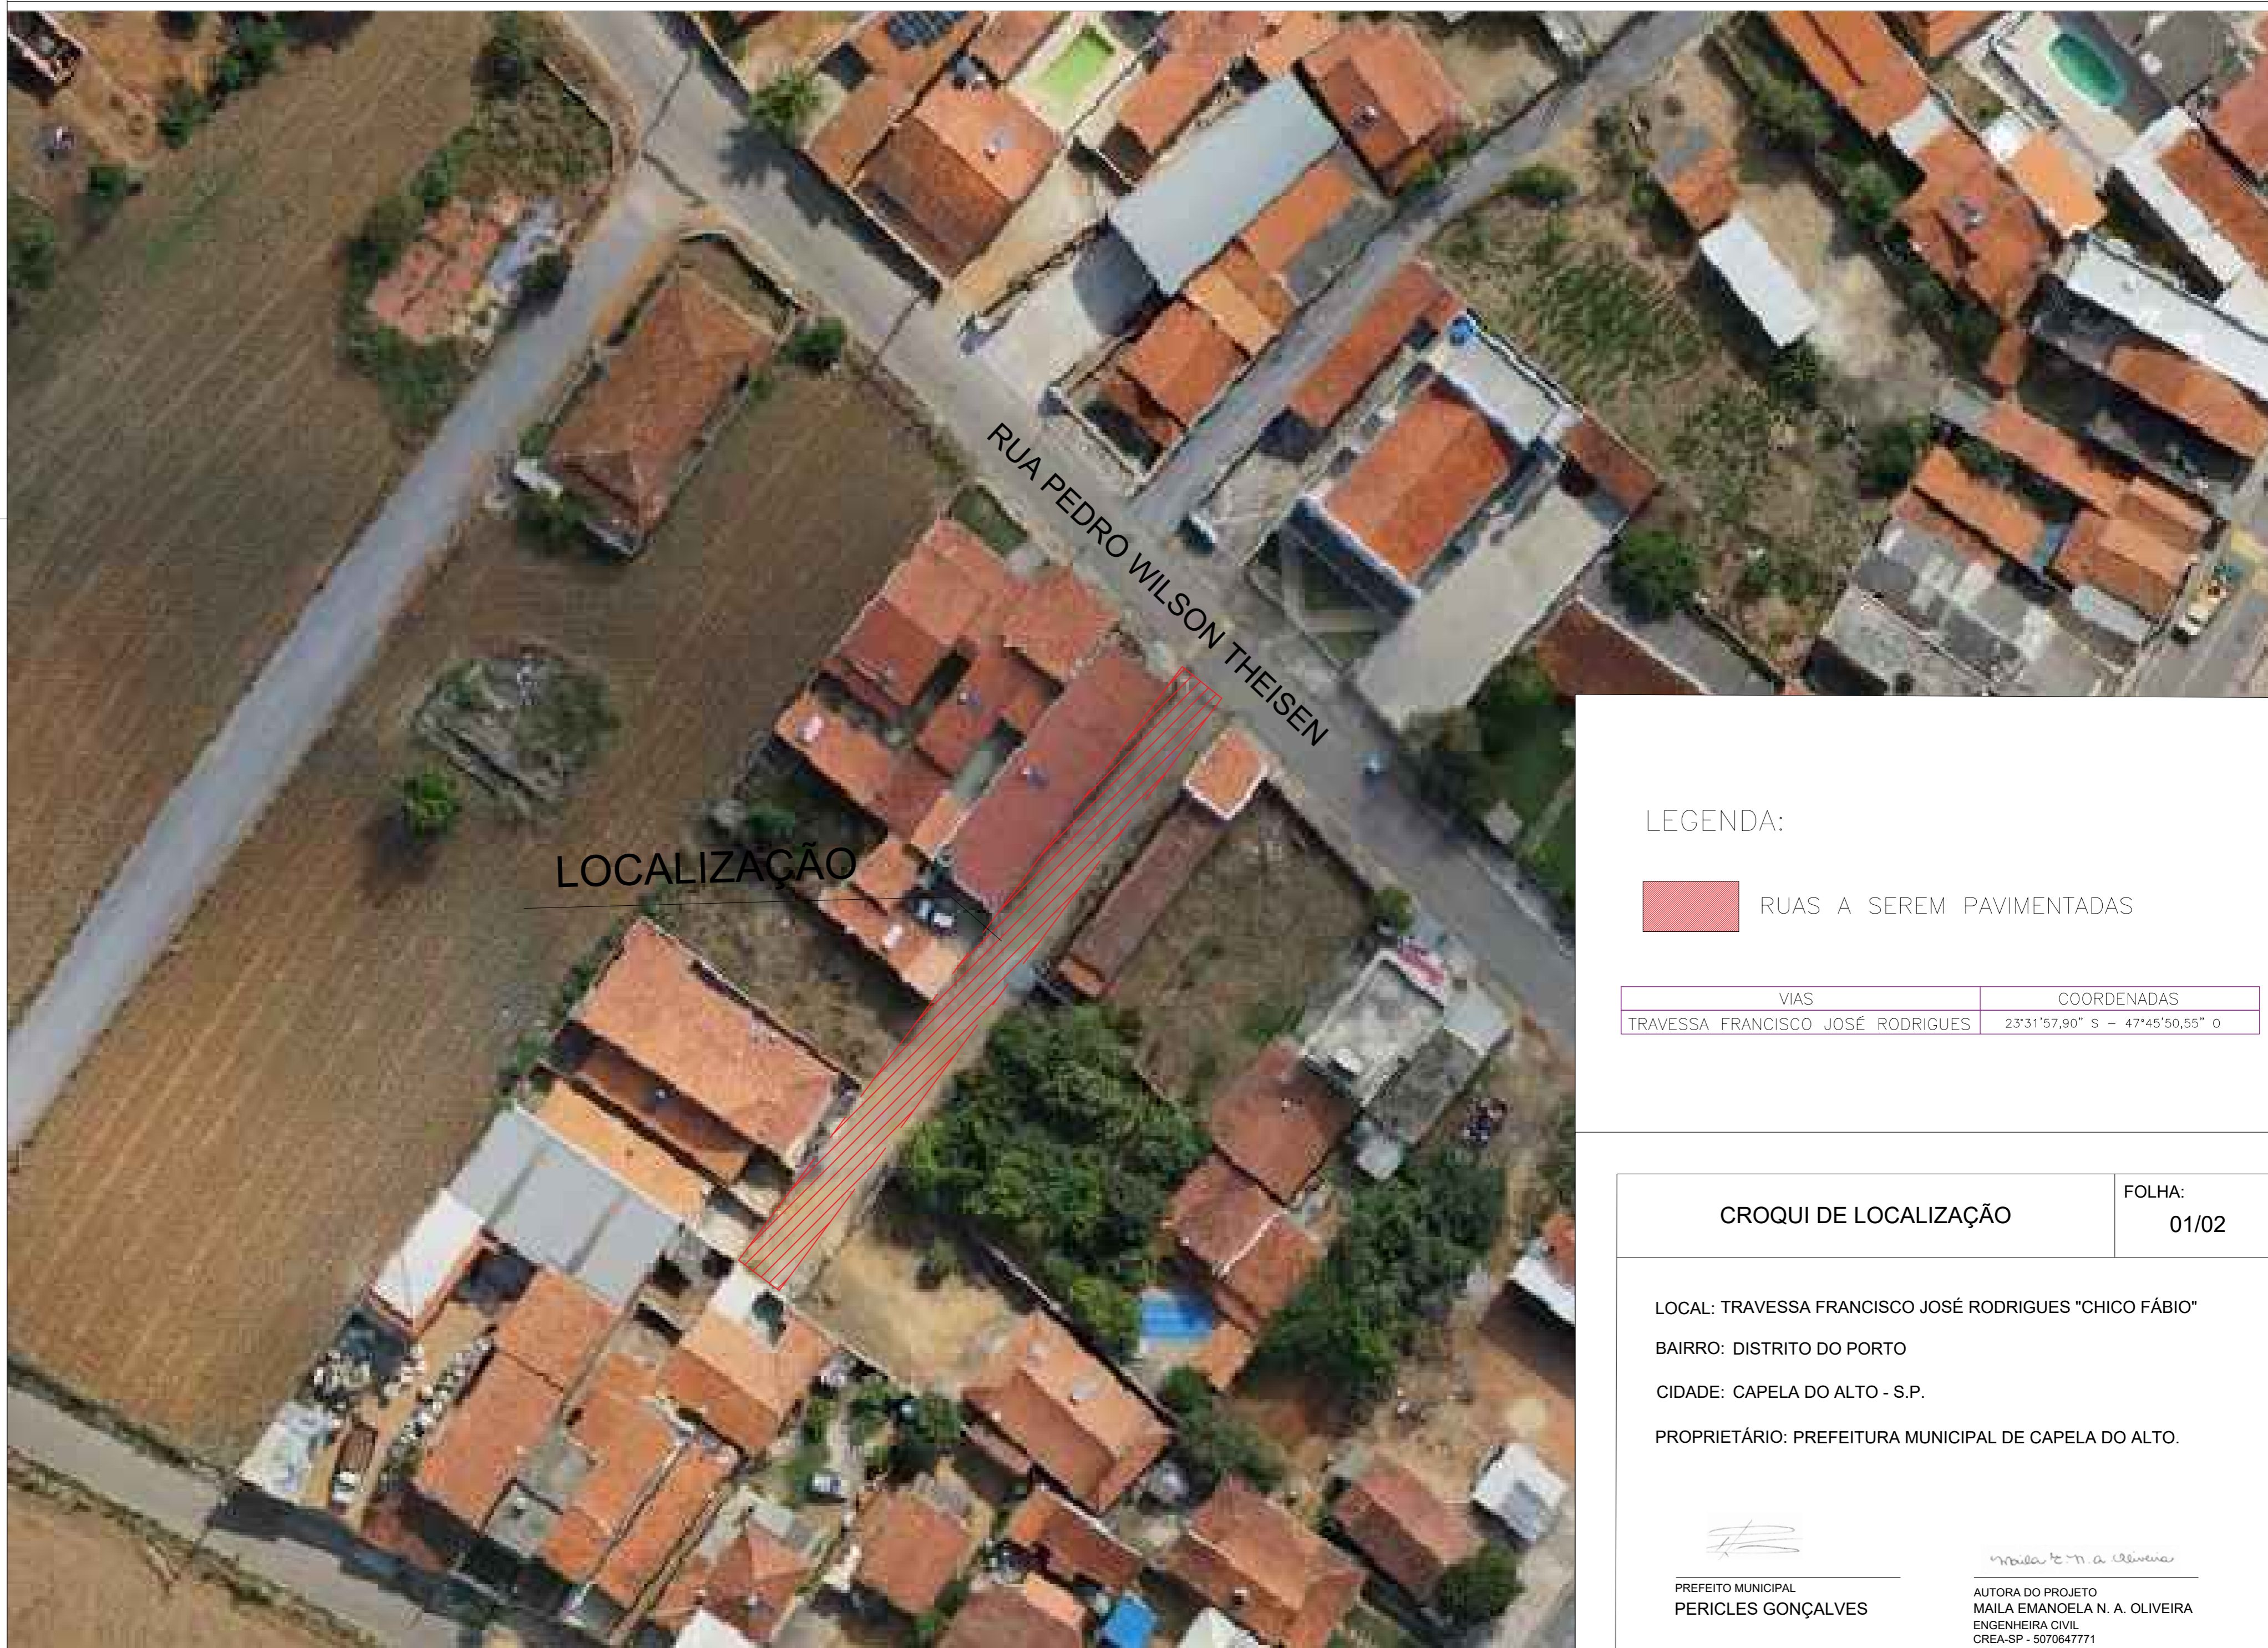 RUA PEDRO WILSON THEISEN
LOCALIZAÇÃO
LEGENDA:
RUAS A SEREM PAVIMENTADAS
VIAS COORDENADAS
TRAVESSA FRANCISCO JOSÉ RODRIGUES 23°31'57,90" S - 47°45'50,55" O
CROQUI DE LOCALIZAÇÃO
FOLHA:
01/02
LOCAL: TRAVESSA FRANCISCO JOSÉ RODRIGUES "CHICO FÁBIO"
BAIRRO: DISTRITO DO PORTO
CIDADE: CAPELA DO ALTO - S.P.
PROPRIETÁRIO: PREFEITURA MUNICIPAL DE CAPELA DO ALTO.
PREFEITO MUNICIPAL
PERICLES GONÇALVES
Maila E. N. A. Oliveira
AUTORA DO PROJETO
MAILA EMANOELA N. A. OLIVEIRA
ENGENHEIRA CIVIL
CREA-SP - 5070647771